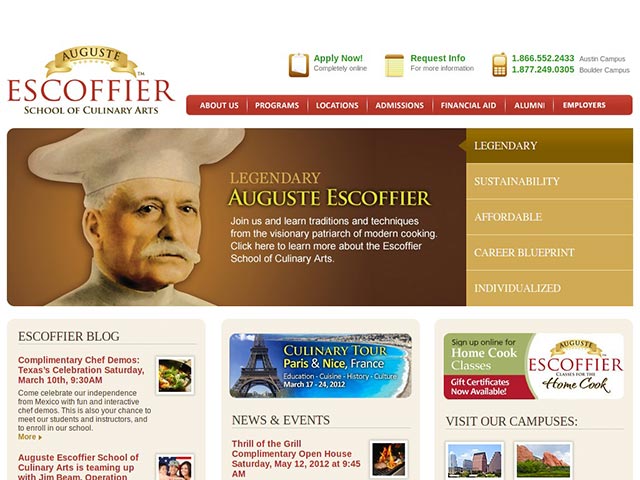 AUGUSTE
ESCOFFIER™
SCHOOL OF CULINARY ARTS
Apply Now!
Completely online
Request Info
For more information
1.866.552.2433 Austin Campus
1.877.249.0305 Boulder Campus
ABOUT US
PROGRAMS
LOCATIONS
ADMISSIONS
FINANCIAL AID
ALUMNI
EMPLOYERS
LEGENDARY
AUGUSTE ESCOFFIER
Join us and learn traditions and techniques
from the visionary patriarch of modern cooking.
Click here to learn more about the Escoffier
School of Culinary Arts.
LEGENDARY
SUSTAINABILITY
AFFORDABLE
CAREER BLUEPRINT
INDIVIDUALIZED
ESCOFFIER BLOG
Complimentary Chef Demos:
Texas's Celebration Saturday,
March 10th, 9:30AM
Come celebrate our independence
from Mexico with fun and interactive
chef demos. This is also your chance to
meet our students and instructors, and
to enroll in our school.
More
Auguste Escoffier School of
Culinary Arts is teaming up
with Jim Beam, Operation
CULINARY TOUR
Paris & Nice, France
Education - Cuisine - History - Culture
March 17 - 24, 2012
NEWS & EVENTS
Thrill of the Grill
Complimentary Open House
Saturday, May 12, 2012 at 9:45
AM
Sign up online for
Home Cook
Classes
Gift Certificates
Now Available!
AUGUSTE
ESCOFFIER
CLASSES FOR THE
Home Cook
VISIT OUR CAMPUSES: